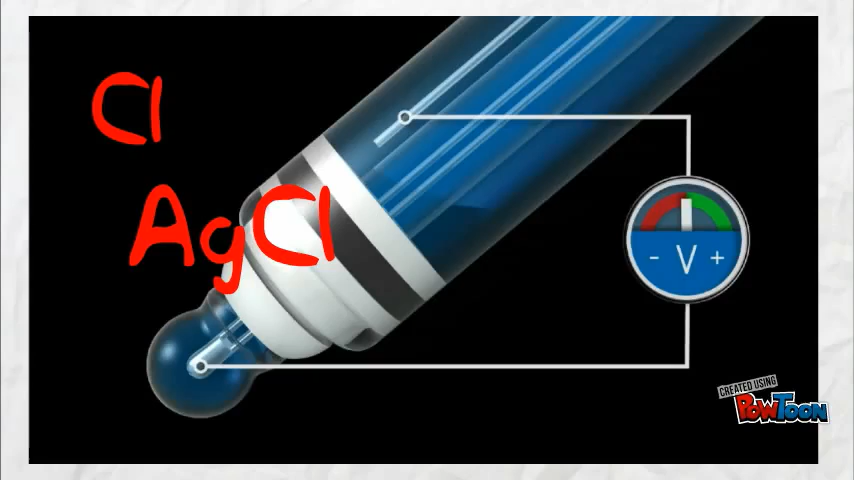 Cl
AgCl
- V +
CREATED USING
POWTOON